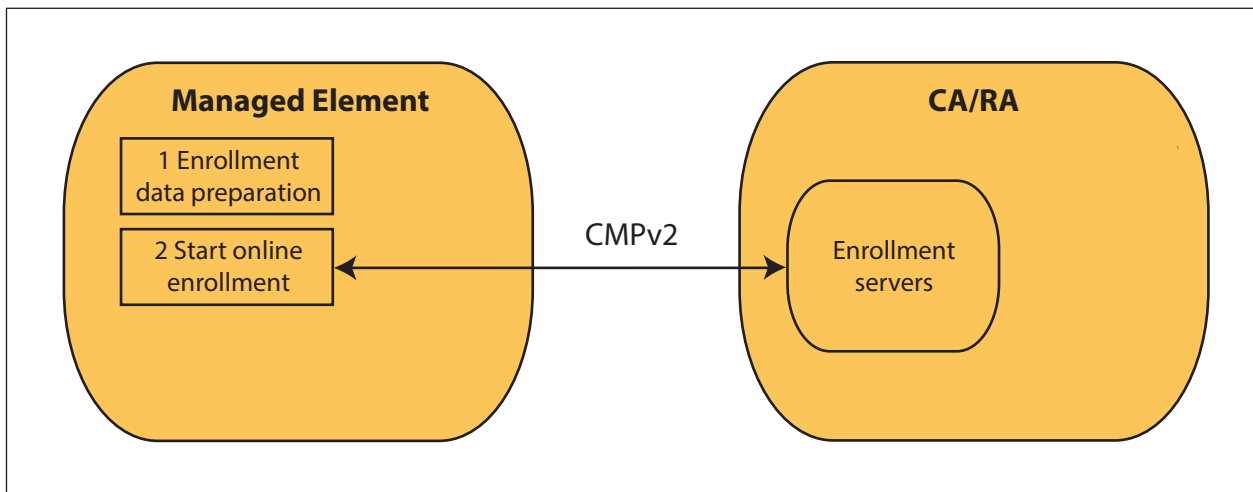 Managed Element
1 Enrollment
data preparation
2 Start online
enrollment
CMPv2
CA/RA
Enrollment
servers